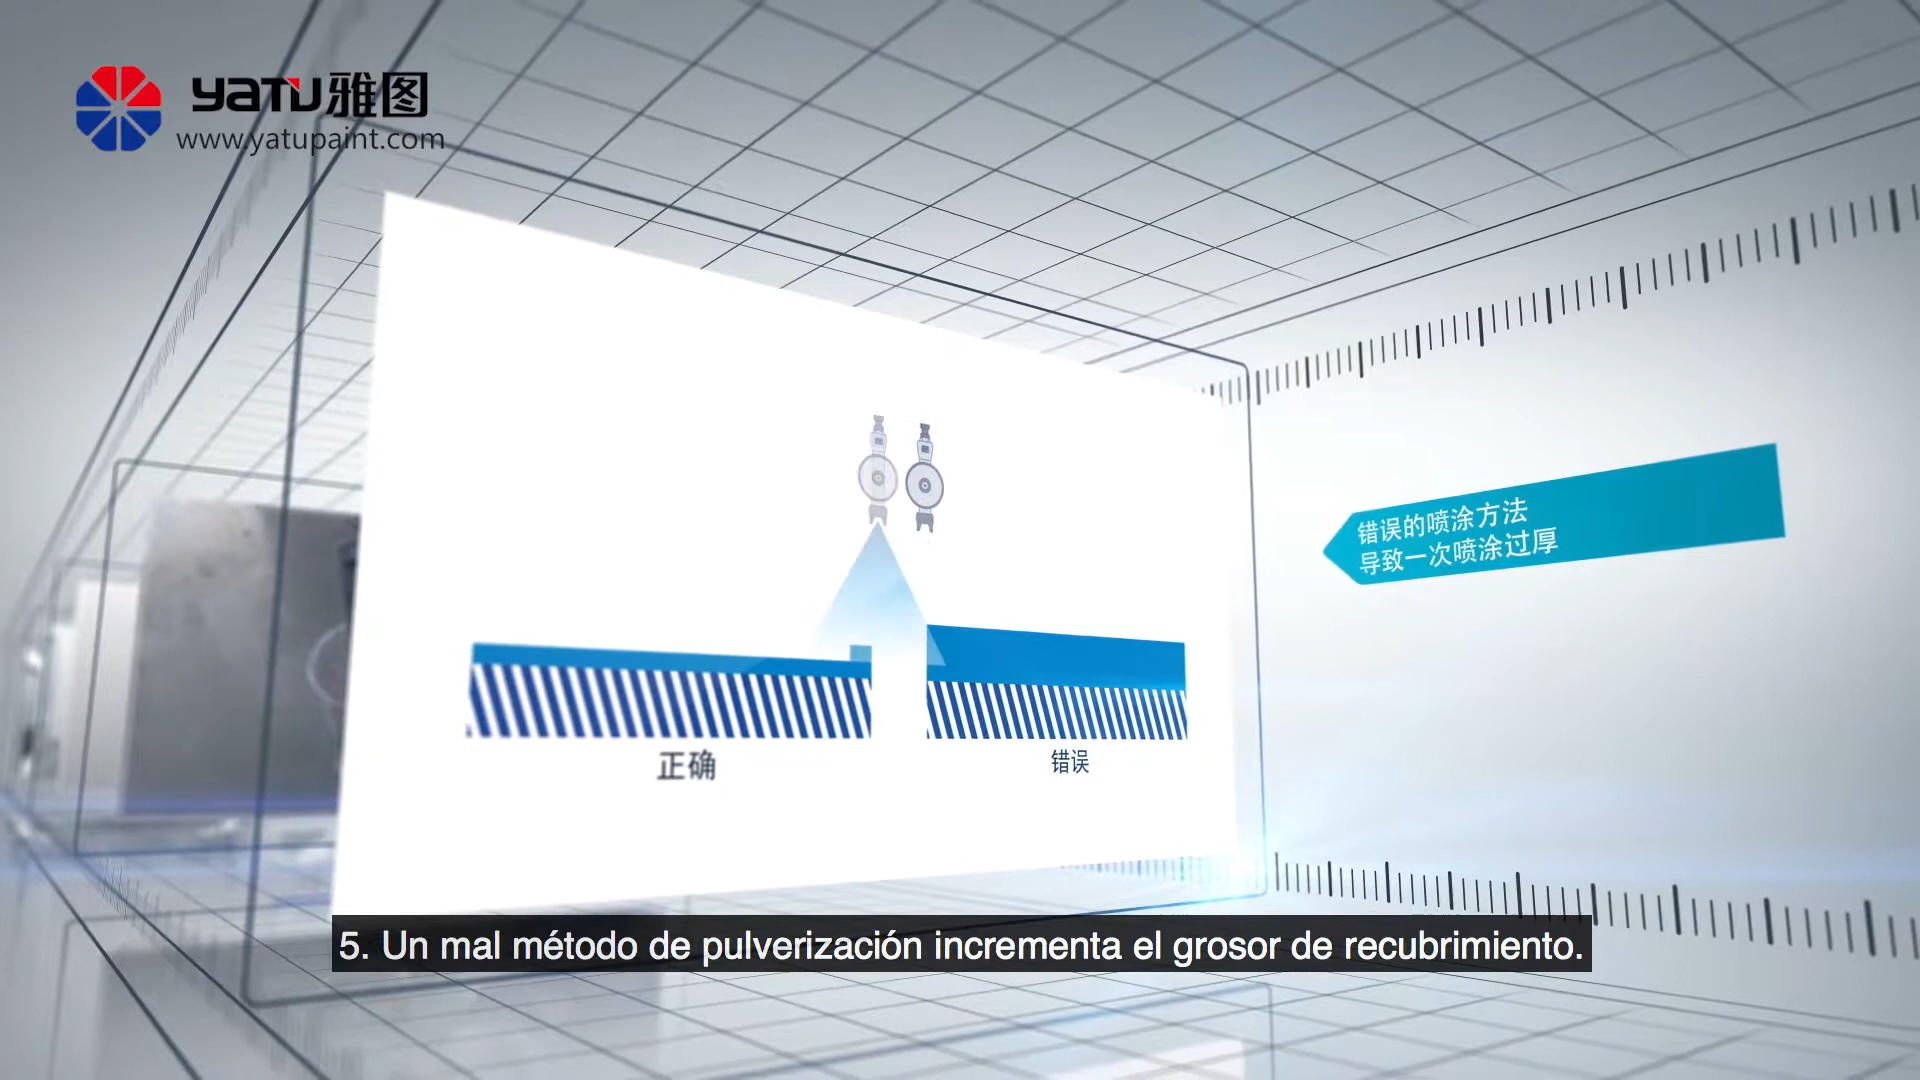 yatu雅图
www.yatupaint.com
错误的喷涂方法
导致一次喷涂过厚
正确
错误
5. Un mal método de pulverización incrementa el grosor de recubrimiento.